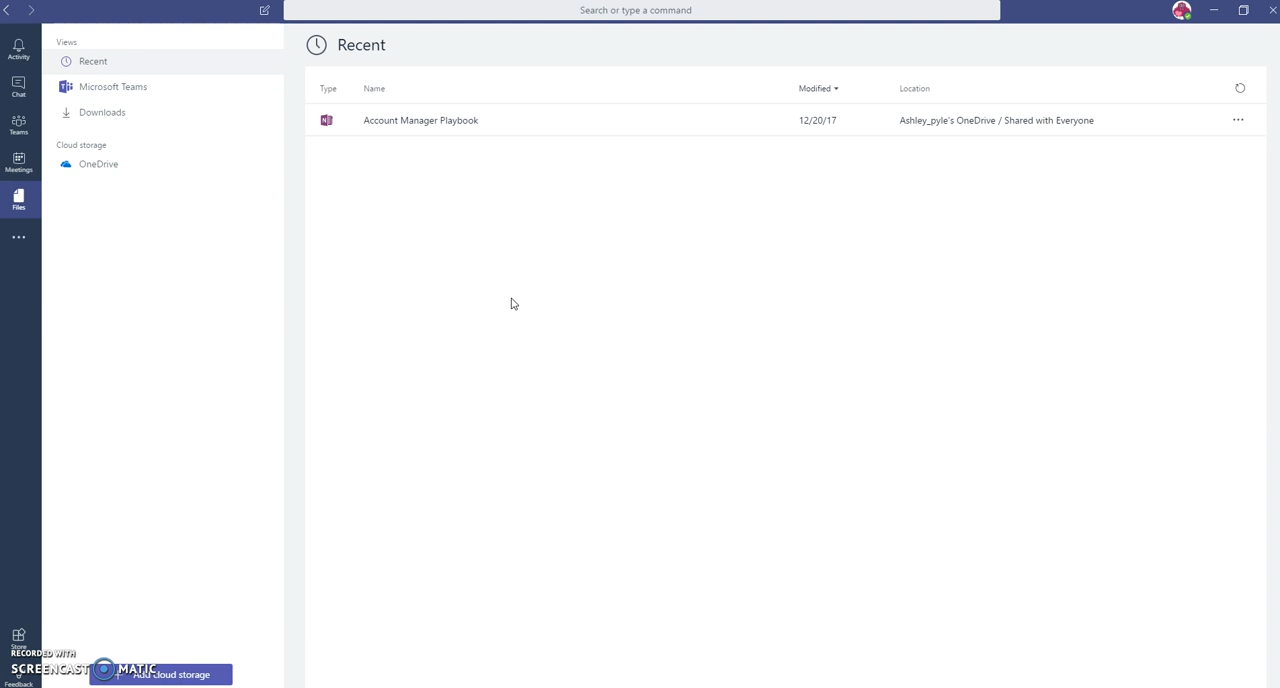 Search or type a command
Activity
Chat
Teams
Meetings
Files
Views
Recent
Microsoft Teams
Downloads
Cloud storage
OneDrive
Recent
Type Name Modified Location
Account Manager Playbook 12/20/17 Ashley_pyle's OneDrive / Shared with Everyone
Store
RECORDED WITH
SCREENCAST MATIC
Add cloud storage
Feedback